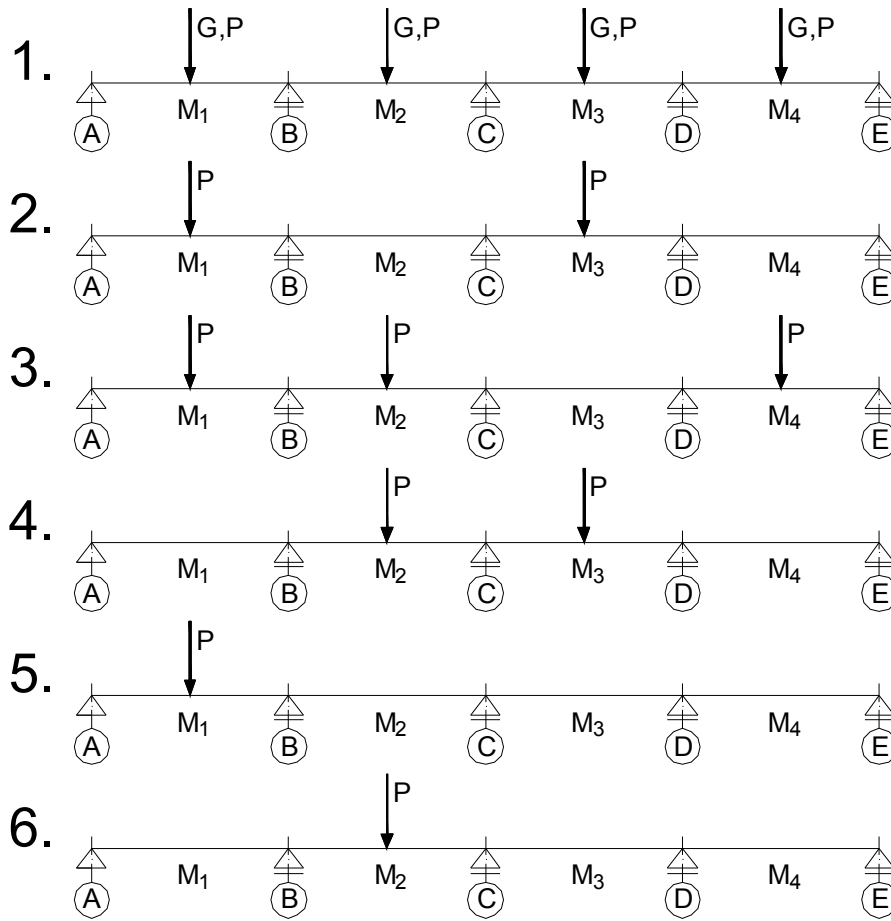 1. G,P G,P G,P G,P
M₁ M₂ M₃ M₄
A B C D E
2. P P
M₁ M₂ M₃ M₄
A B C D E
3. P P P
M₁ M₂ M₃ M₄
A B C D E
4. P P
M₁ M₂ M₃ M₄
A B C D E
5. P
M₁ M₂ M₃ M₄
A B C D E
6. P
M₁ M₂ M₃ M₄
A B C D E